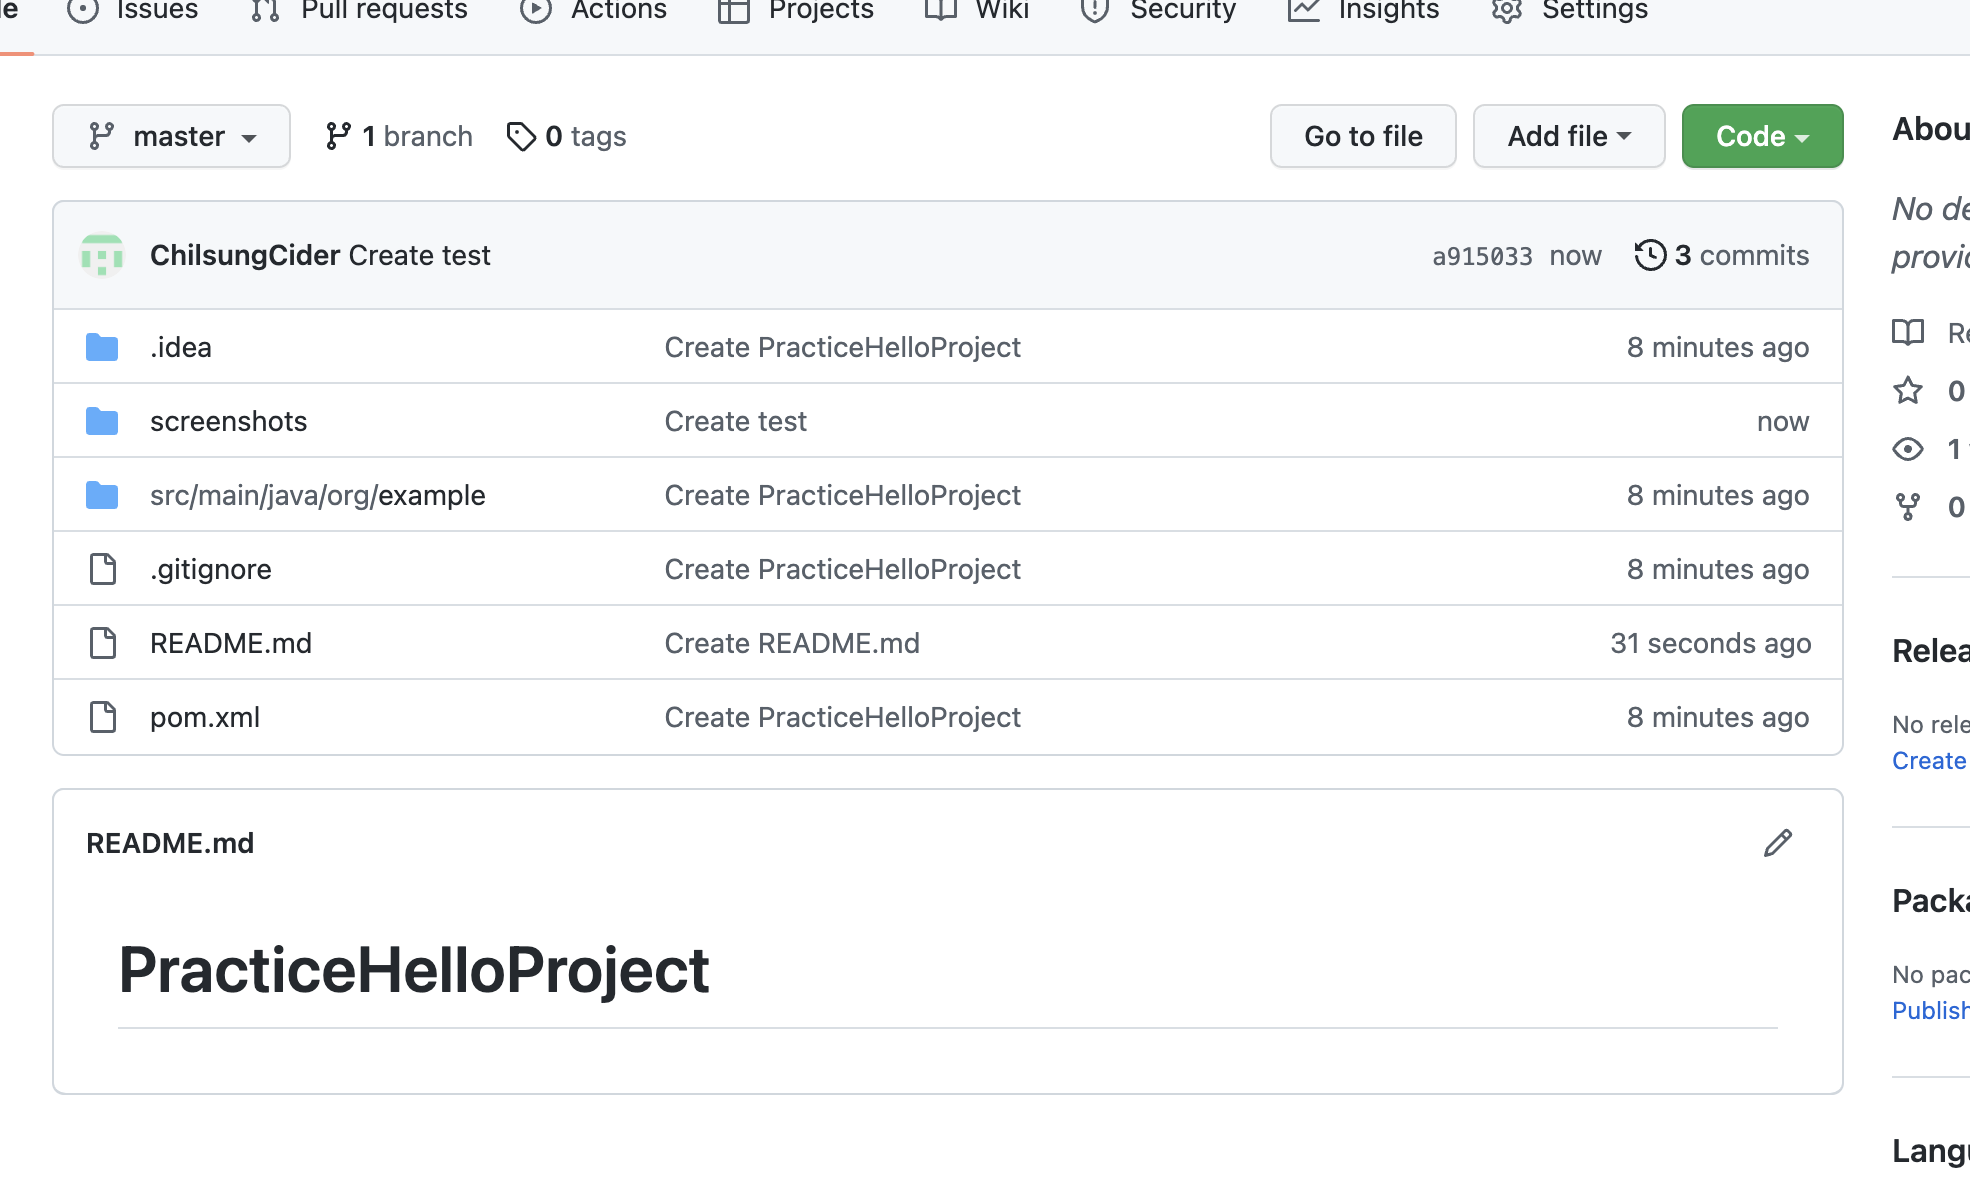 Issues Pull requests Actions Projects Wiki Security Insights Settings
master 1 branch 0 tags Go to file Add file Code
ChilsungCider Create test a915033 now 3 commits
.idea Create PracticeHelloProject 8 minutes ago
screenshots Create test now
src/main/java/org/example Create PracticeHelloProject 8 minutes ago
.gitignore Create PracticeHelloProject 8 minutes ago
README.md Create README.md 31 seconds ago
pom.xml Create PracticeHelloProject 8 minutes ago
README.md
PracticeHelloProject
Abou
No de
provi
Re
0
1
0
Relea
No rele
Create
Packa
No pac
Publish
Langu